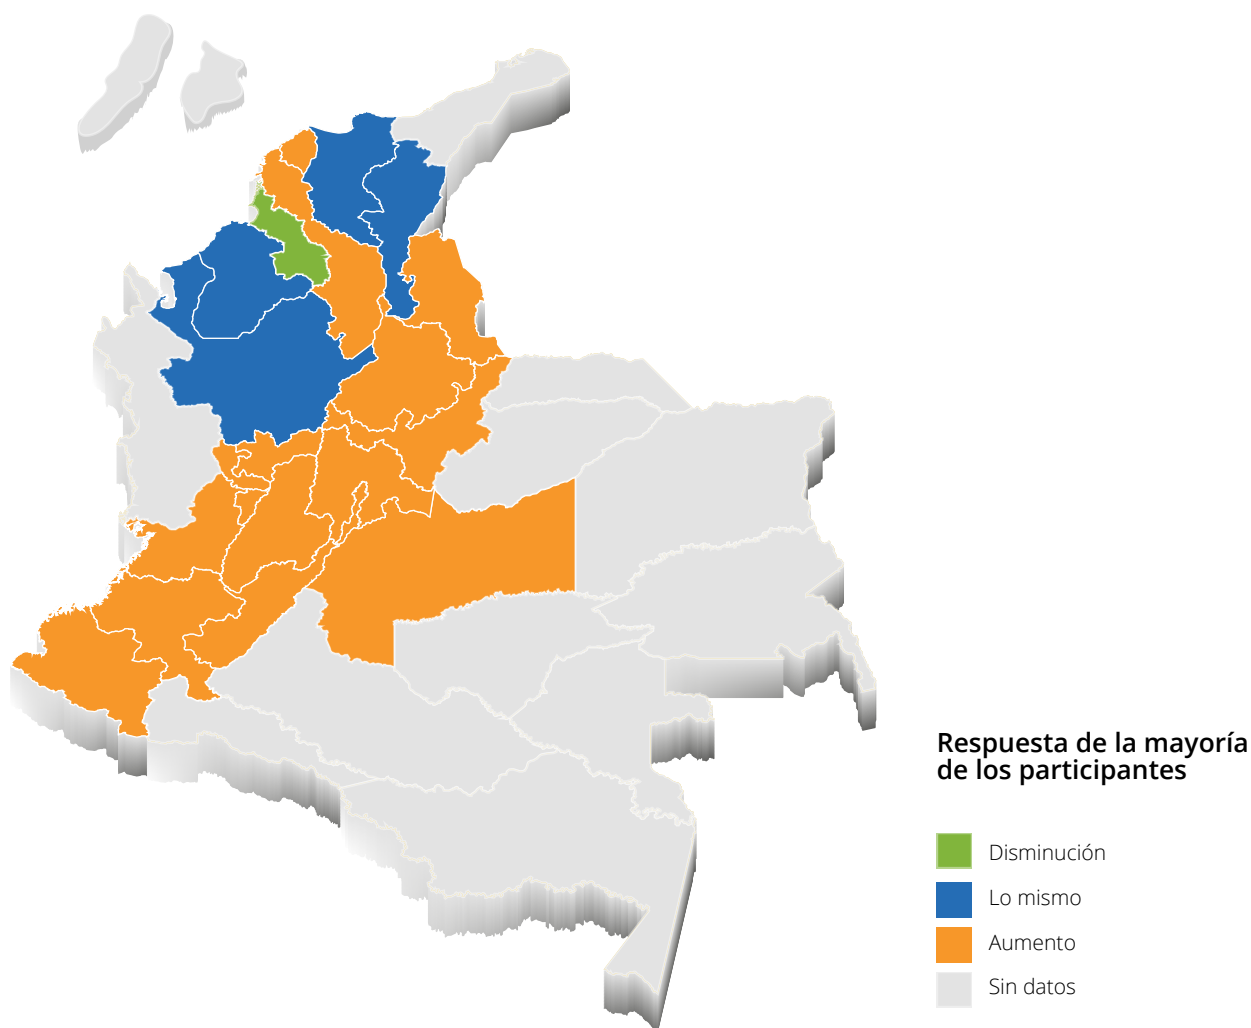 Respuesta de la mayoría
de los participantes
Disminución
Lo mismo
Aumento
Sin datos